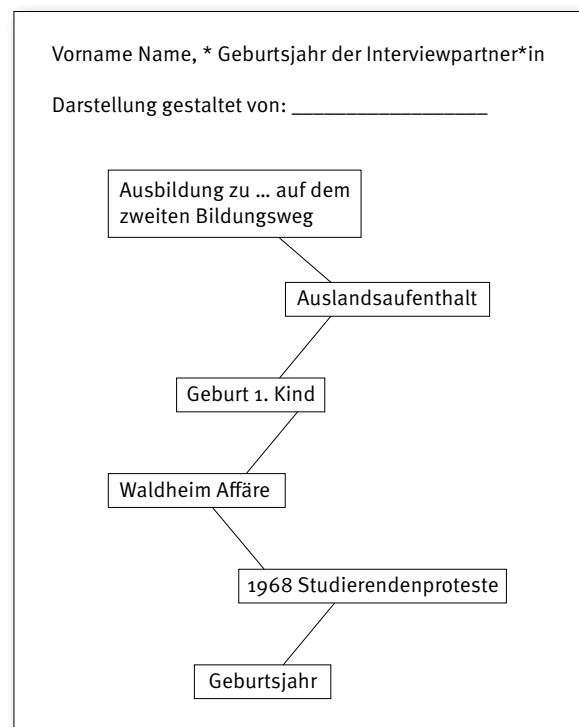 Vorname Name, * Geburtsjahr der Interviewpartner*in
Darstellung gestaltet von: __________________
Ausbildung zu ... auf dem
zweiten Bildungsweg
Auslandsaufenthalt
Geburt 1. Kind
Waldheim Affäre
1968 Studierendenproteste
Geburtsjahr